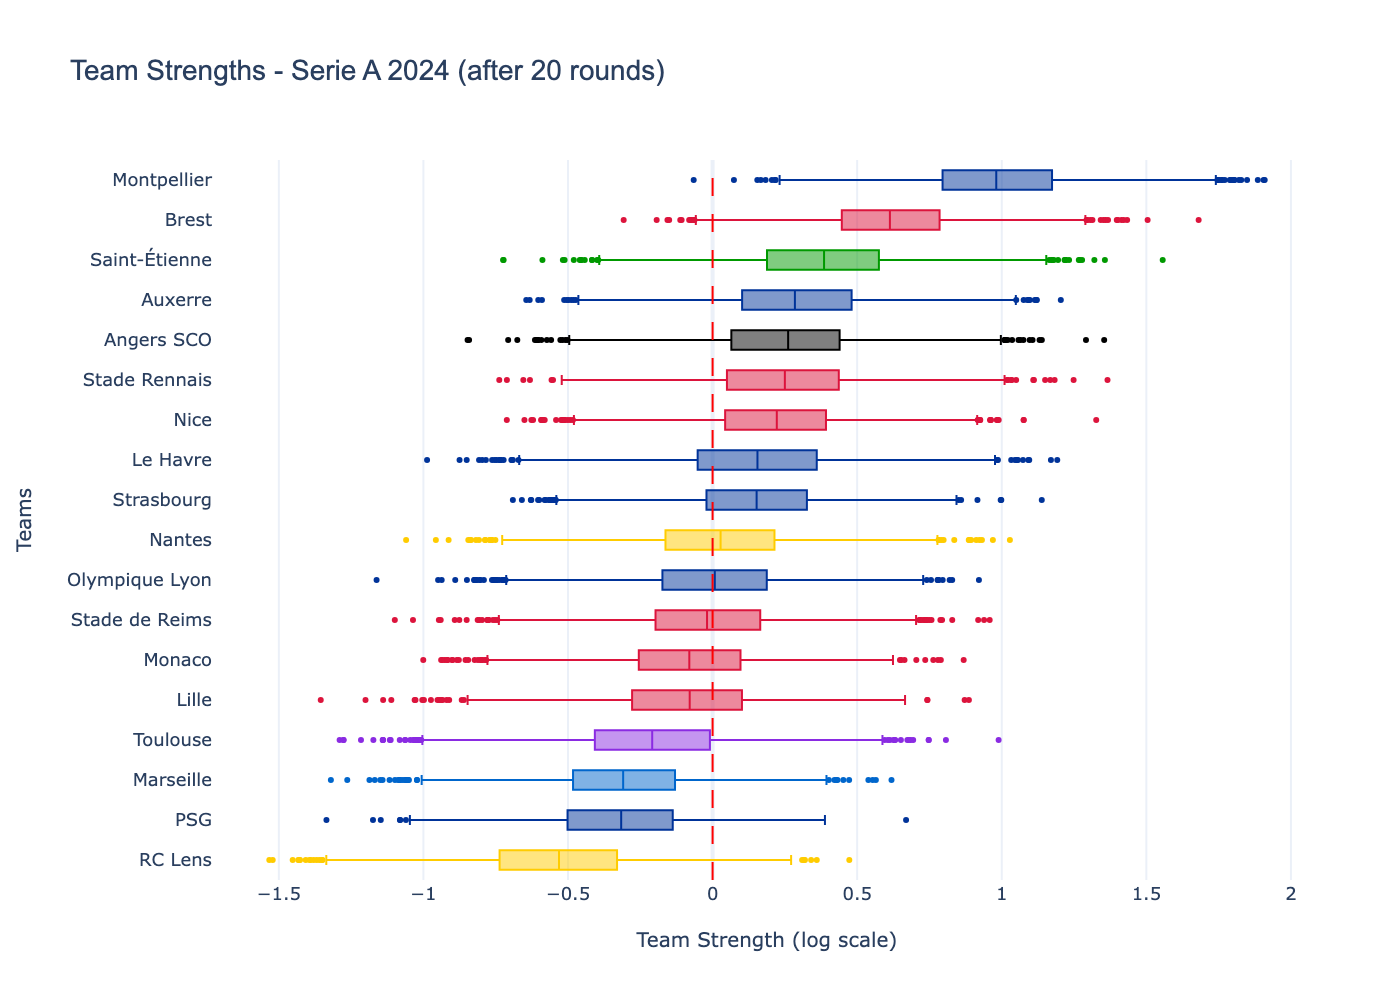 Team Strengths - Serie A 2024 (after 20 rounds)
Montpellier
Brest
Saint-Étienne
Auxerre
Angers SCO
Stade Rennais
Nice
Le Havre
Strasbourg
Nantes
Olympique Lyon
Stade de Reims
Monaco
Lille
Toulouse
Marseille
PSG
RC Lens
Teams
−1.5 −1 −0.5 0 0.5 1 1.5 2
Team Strength (log scale)